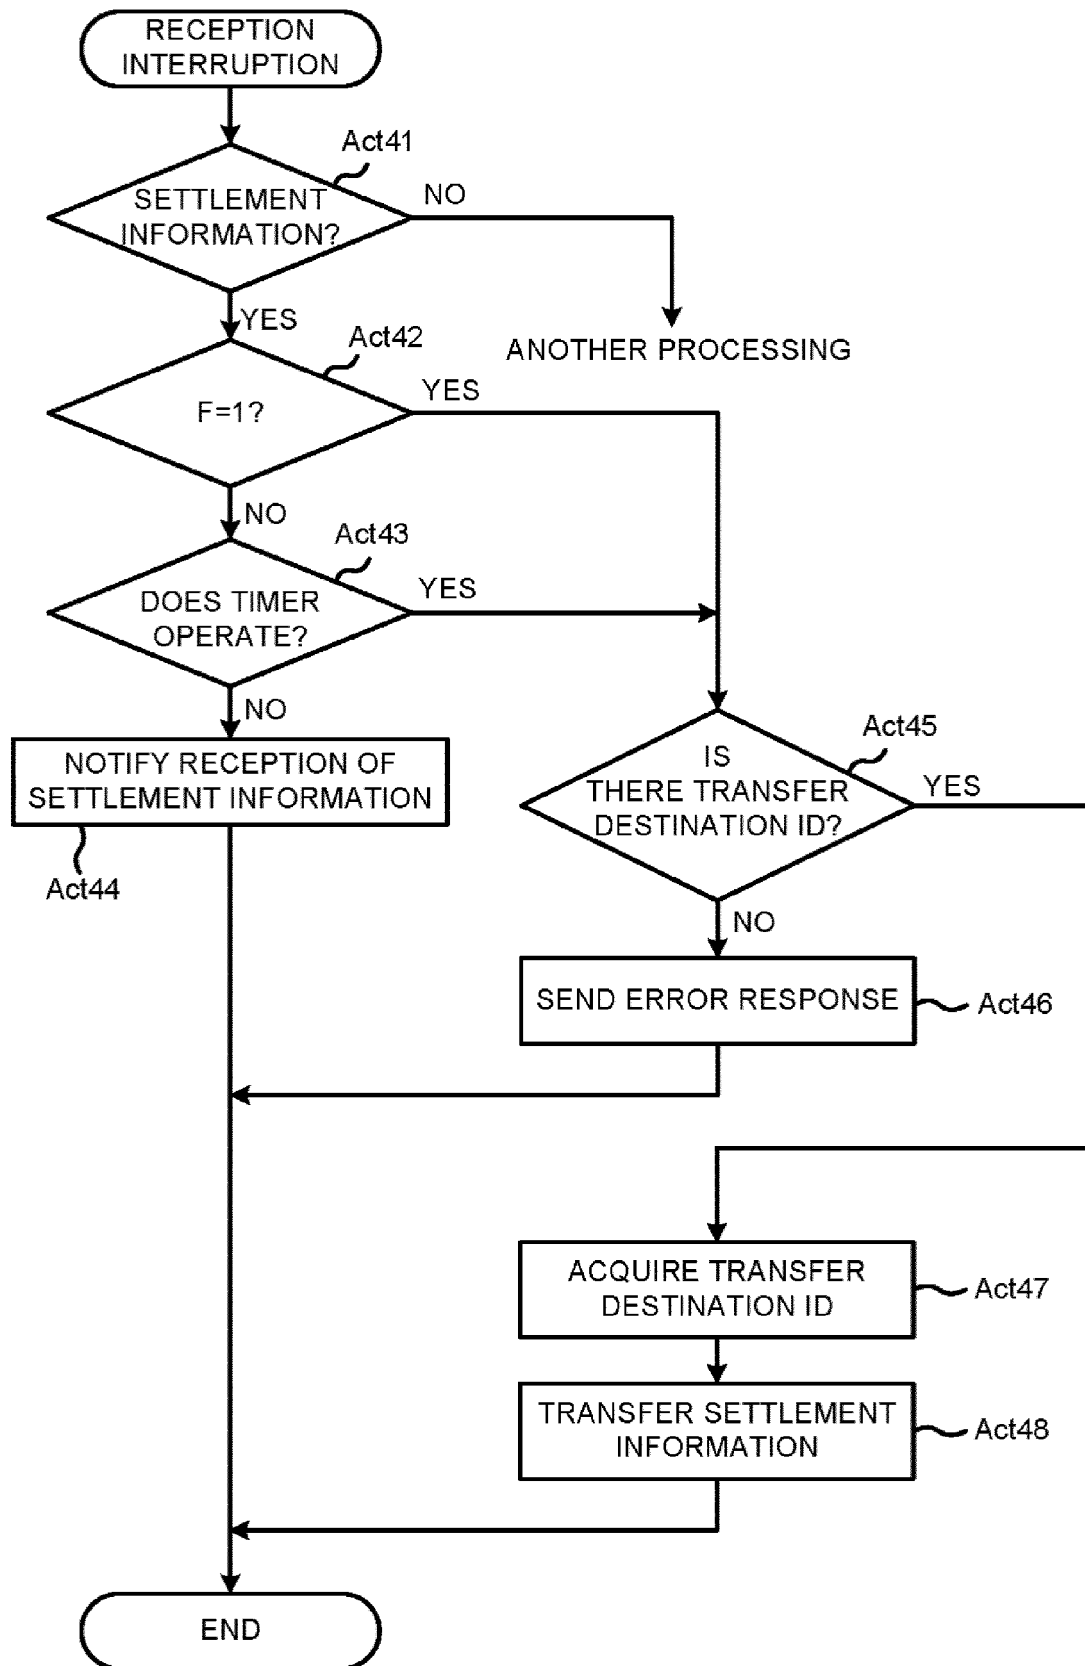 RECEPTION
INTERRUPTION
Act41
SETTLEMENT
INFORMATION?
NO
YES
ANOTHER PROCESSING
Act42
F=1?
YES
NO
Act43
DOES TIMER
OPERATE?
YES
NO
NOTIFY RECEPTION OF
SETTLEMENT INFORMATION
Act44
Act45
IS
THERE TRANSFER
DESTINATION ID?
YES
NO
SEND ERROR RESPONSE
Act46
ACQUIRE TRANSFER
DESTINATION ID
Act47
TRANSFER SETTLEMENT
INFORMATION
Act48
END